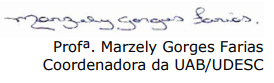 Marzely Gorges Farias.
Profª. Marzely Gorges Farias
Coordenadora da UAB/UDESC